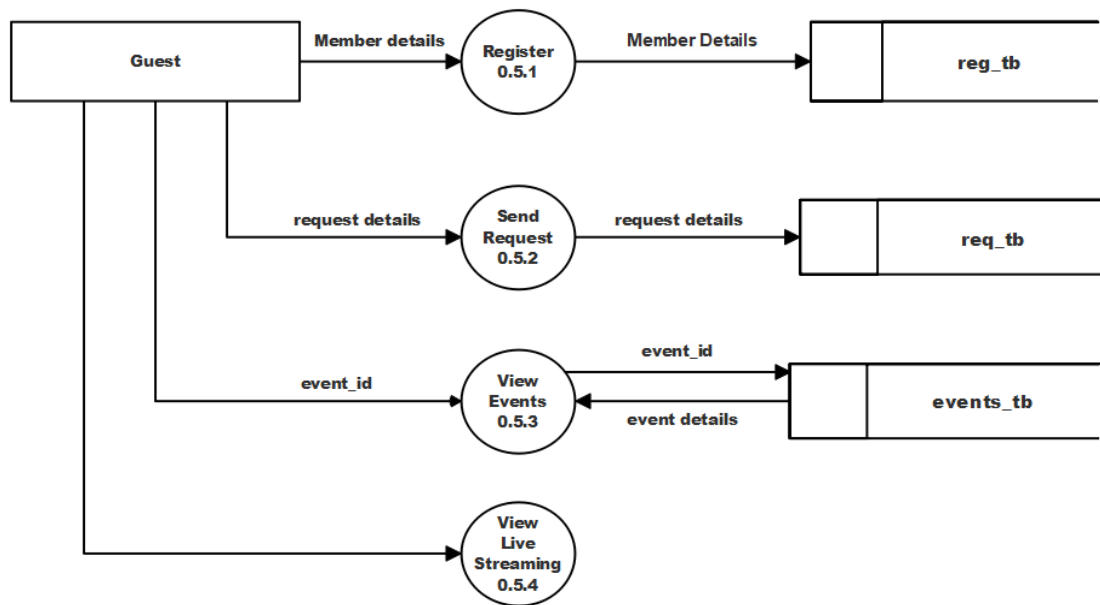 Guest
Member details
Register
0.5.1
Member Details
reg_tb
request details
Send
Request
0.5.2
request details
req_tb
event_id
View
Events
0.5.3
event_id
event details
events_tb
View
Live
Streaming
0.5.4